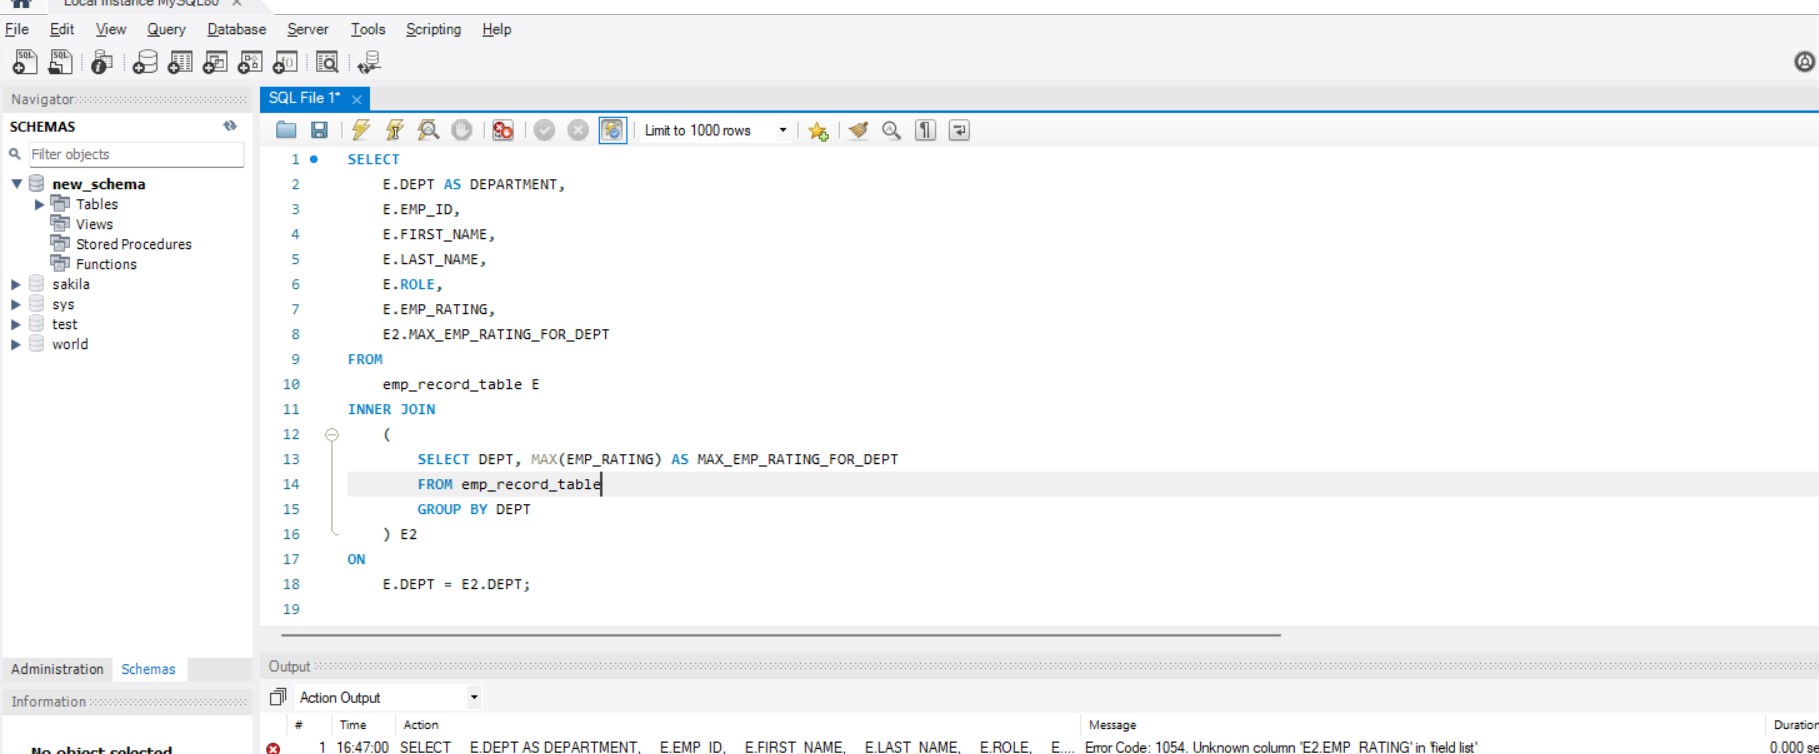 Local instance MySQL80 ×
File Edit View Query Database Server Tools Scripting Help
Navigator
SQL File 1* ×
SCHEMAS
Limit to 1000 rows
Filter objects
new_schema
Tables
Views
Stored Procedures
Functions
sakila
sys
test
world
1 SELECT
2 E.DEPT AS DEPARTMENT,
3 E.EMP_ID,
4 E.FIRST_NAME,
5 E.LAST_NAME,
6 E.ROLE,
7 E.EMP_RATING,
8 E2.MAX_EMP_RATING_FOR_DEPT
9 FROM
10 emp_record_table E
11 INNER JOIN
12 (
13 SELECT DEPT, MAX(EMP_RATING) AS MAX_EMP_RATING_FOR_DEPT
14 FROM emp_record_table
15 GROUP BY DEPT
16 ) E2
17 ON
18 E.DEPT = E2.DEPT;
19
Administration Schemas
Information
No object selected
Output
Action Output
# Time Action Message Duration
1 16:47:00 SELECT E.DEPT AS DEPARTMENT, E.EMP_ID, E.FIRST_NAME, E.LAST_NAME, E.ROLE, E.... Error Code: 1054. Unknown column 'E2.EMP_RATING' in 'field list' 0.000 se